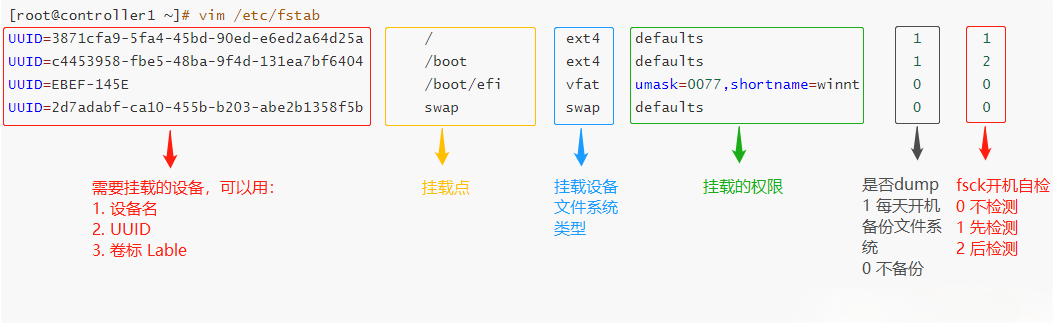 [root@controller1 ~]# vim /etc/fstab
UUID=3871cfa9-5fa4-45bd-90ed-e6ed2a64d25a / ext4 defaults 1 1
UUID=c4453958-fbe5-48ba-9f4d-131ea7bf6404 /boot ext4 defaults 1 2
UUID=EBEF-145E /boot/efi vfat umask=0077,shortname=winnt 0 0
UUID=2d7adabf-ca10-455b-b203-abe2b1358f5b swap swap defaults 0 0
需要挂载的设备，可以用：
1. 设备名
2. UUID
3. 卷标 Lable
挂载点
挂载设备
文件系统
类型
挂载的权限
是否dump
1 每天开机
备份文件系
统
0 不备份
fsck开机自检
0 不检测
1 先检测
2 后检测